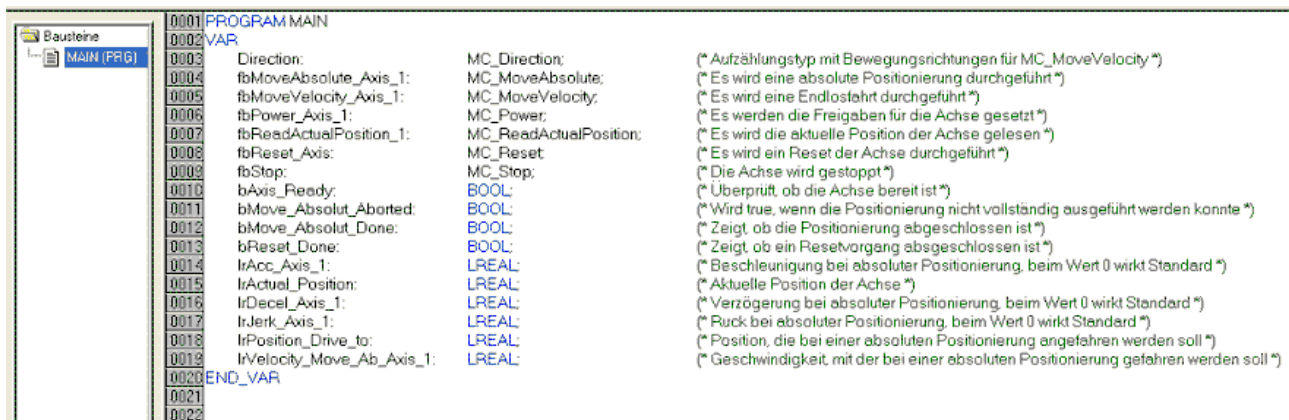 Bausteine
MAIN (PRG)
0001 PROGRAM MAIN
0002 VAR
0003 Direction: MC_Direction; (* Aufzählungstyp mit Bewegungsrichtungen für MC_MoveVelocity *)
0004 fbMoveAbsolute_Axis_1: MC_MoveAbsolute; (* Es wird eine absolute Positionierung durchgeführt *)
0005 fbMoveVelocity_Axis_1: MC_MoveVelocity; (* Es wird eine Endlosfahrt durchgeführt *)
0006 fbPower_Axis_1: MC_Power; (* Es werden die Freigaben für die Achse gesetzt *)
0007 fbReadActualPosition_1: MC_ReadActualPosition; (* Es wird die aktuelle Position der Achse gelesen *)
0008 fbReset_Axis: MC_Reset; (* Es wird ein Reset der Achse durchgeführt *)
0009 fbStop: MC_Stop; (* Die Achse wird gestoppt *)
0010 bAxis_Ready: BOOL; (* Überprüft, ob die Achse bereit ist *)
0011 bMove_Absolut_Aborted: BOOL; (* Wird true, wenn die Positionierung nicht vollständig ausgeführt werden konnte *)
0012 bMove_Absolut_Done: BOOL; (* Zeigt, ob die Positionierung abgeschlossen ist *)
0013 bReset_Done: BOOL; (* Zeigt, ob ein Resetvorgang absgeschlossen ist *)
0014 lrAcc_Axis_1: LREAL; (* Beschleunigung bei absoluter Positionierung, beim Wert 0 wirkt Standard *)
0015 lrActual_Position: LREAL; (* Aktuelle Position der Achse *)
0016 lrDecel_Axis_1: LREAL; (* Verzögerung bei absoluter Positionierung, beim Wert 0 wirkt Standard *)
0017 lrJerk_Axis_1: LREAL; (* Ruck bei absoluter Positionierung, beim Wert 0 wirkt Standard *)
0018 lrPosition_Drive_to: LREAL; (* Position, die bei einer absoluten Positionierung angefahren werden soll *)
0019 lrVelocity_Move_Ab_Axis_1: LREAL; (* Geschwindigkeit, mit der bei einer absoluten Positionierung gefahren werden soll *)
0020 END_VAR
0021
0022